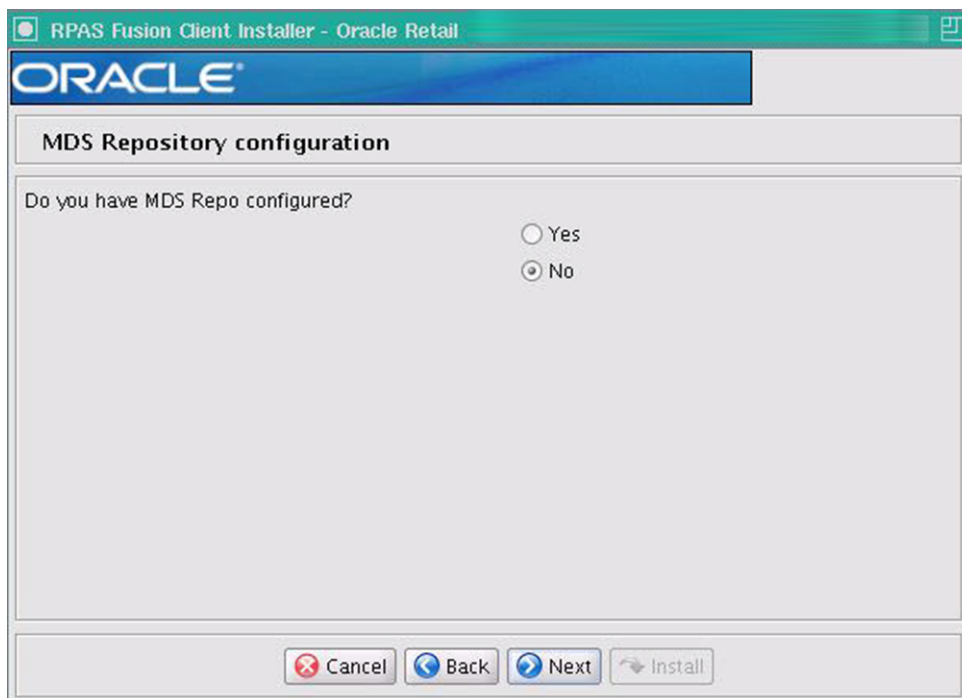 RPAS Fusion Client Installer - Oracle Retail
ORACLE®
MDS Repository configuration
Do you have MDS Repo configured?
Yes
No
Cancel
Back
Next
Install